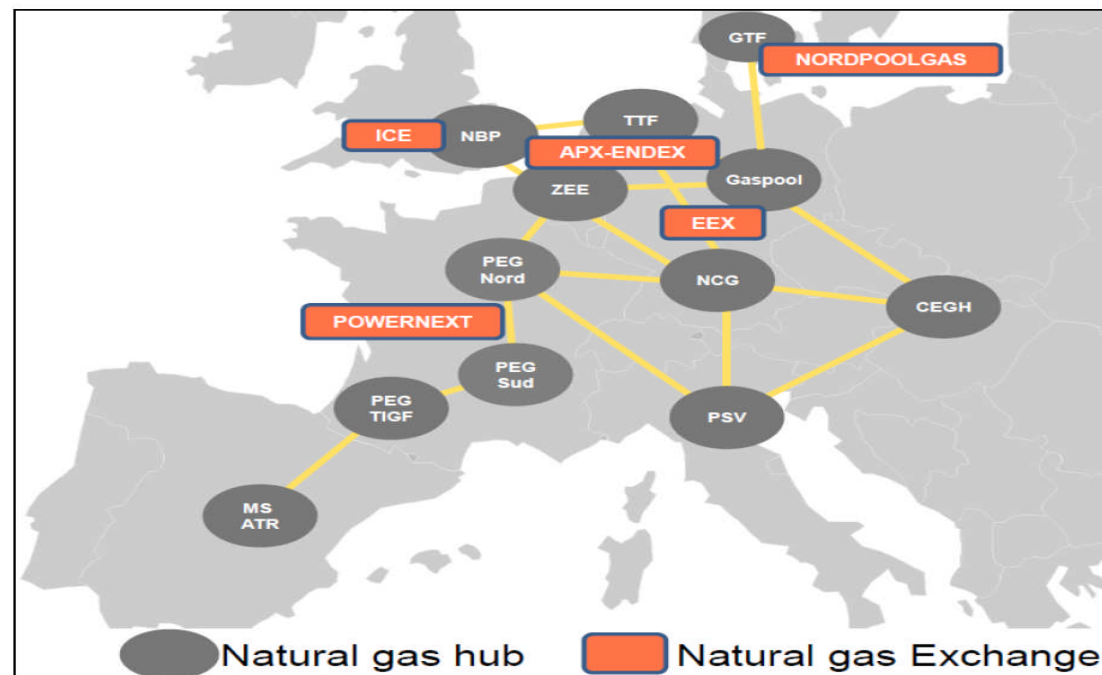 GTF
NORDPOOLGAS
ICE
NBP
TTF
APX-ENDEX
ZEE
Gaspool
EEX
PEG
Nord
NCG
CEGH
POWERNEXT
PEG
Sud
PEG
TIGF
PSV
MS
ATR
Natural gas hub
Natural gas Exchange